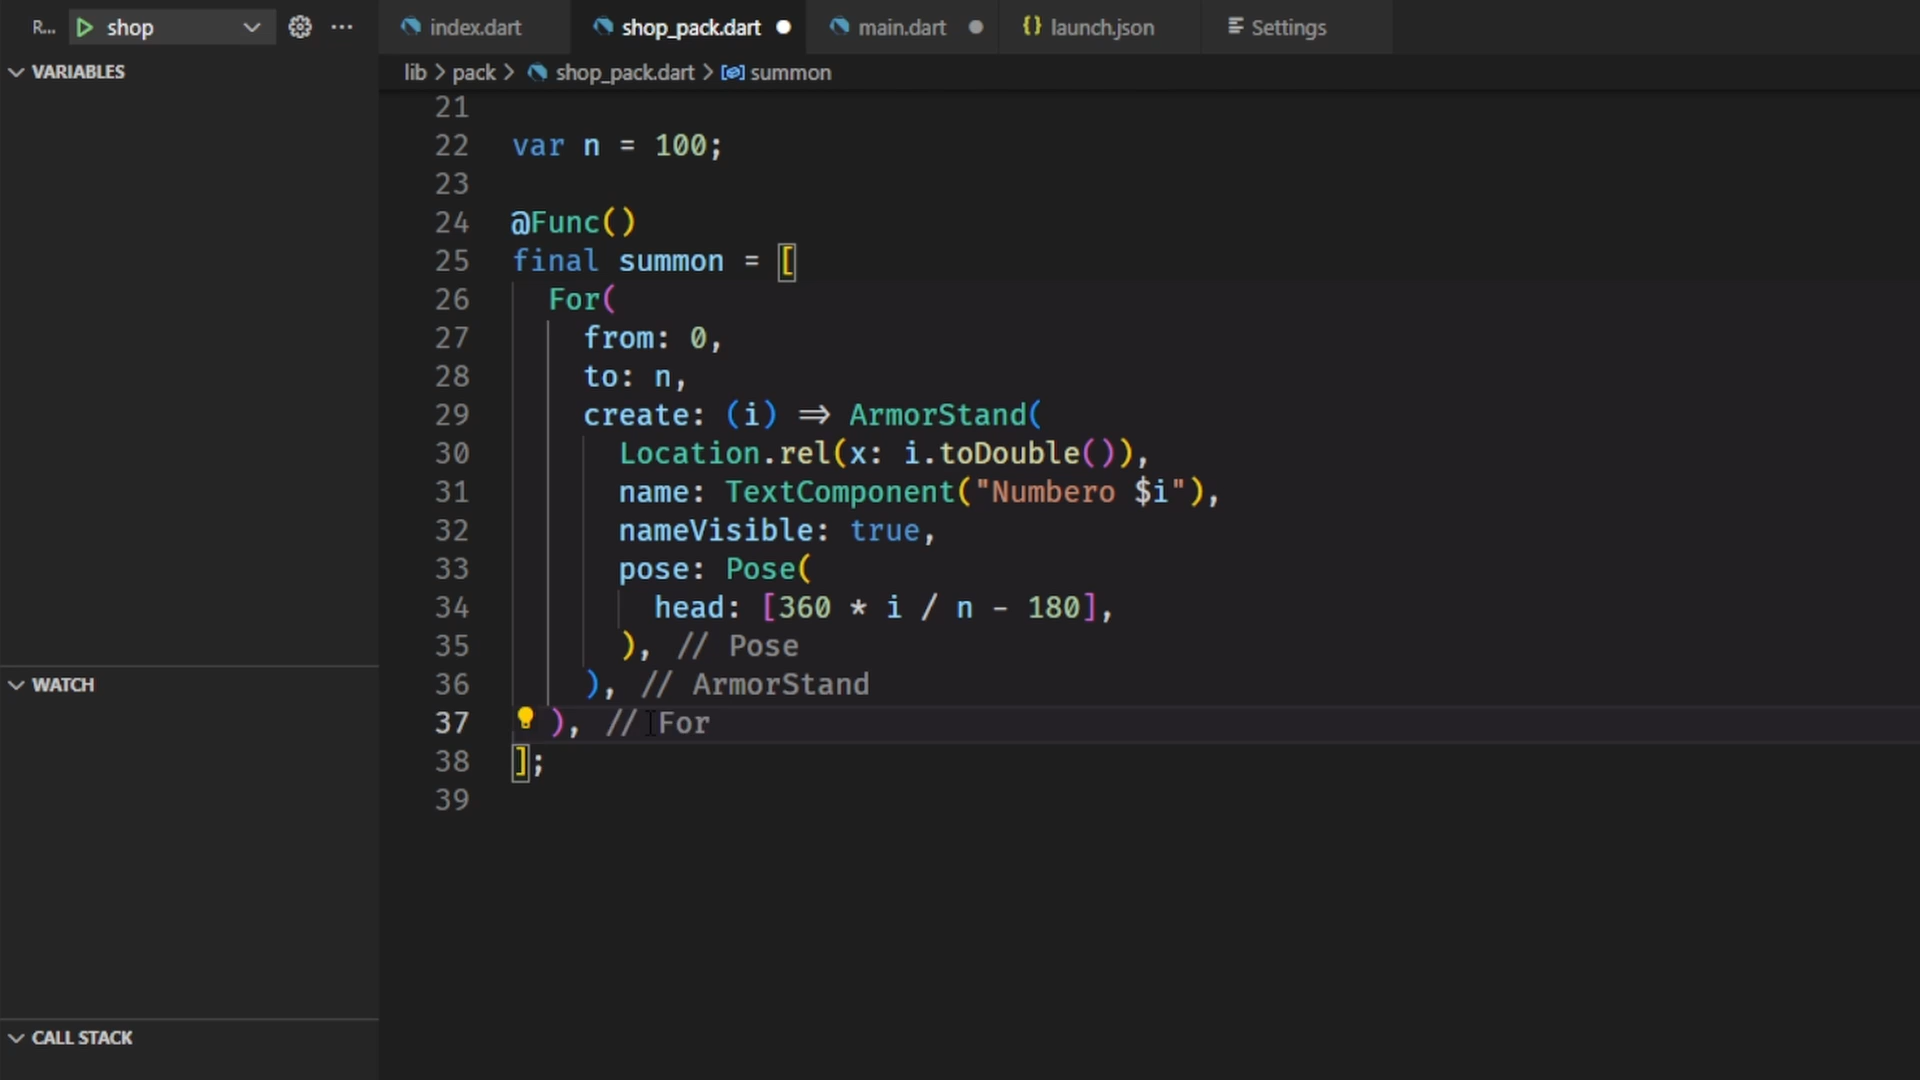 R... shop ...
index.dart shop_pack.dart main.dart {} launch.json Settings
VARIABLES
lib > pack > shop_pack.dart > summon
21
22 var n = 100;
23
24 @Func()
25 final summon = [
26 For(
27 from: 0,
28 to: n,
29 create: (i) => ArmorStand(
30 Location.rel(x: i.toDouble()),
31 name: TextComponent("Numbero $i"),
32 nameVisible: true,
33 pose: Pose(
34 head: [360 * i / n - 180],
35 ), // Pose
36 ), // ArmorStand
37 ), // For
38 ];
39
WATCH
CALL STACK